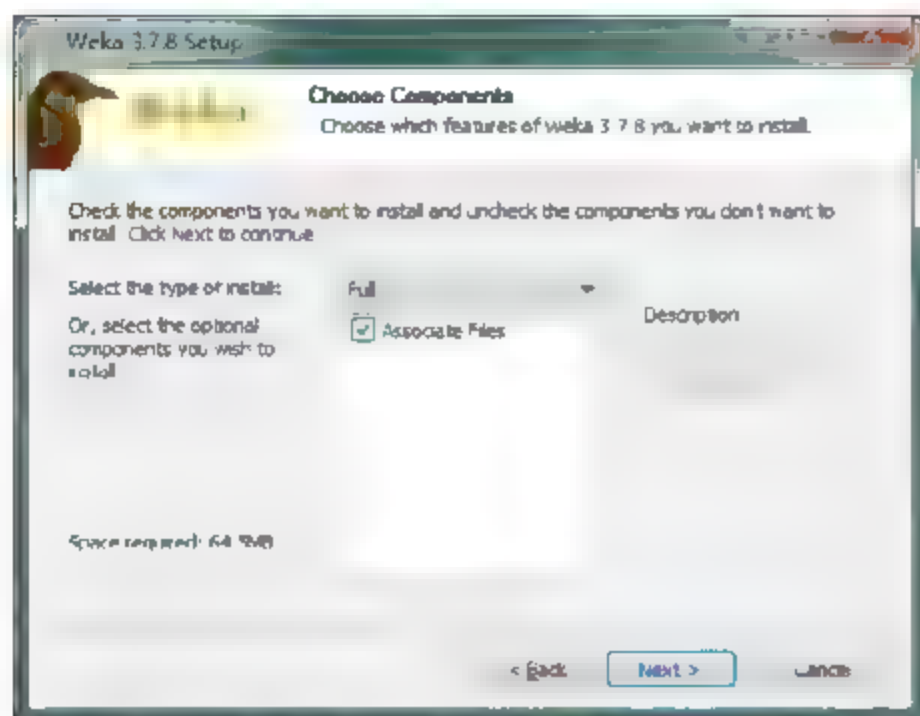 Weka 3.7.8 Setup
Choose Components
Choose which features of Weka 3.7.8 you want to install.
Check the components you want to install and uncheck the components you don't want to
install. Click Next to continue.
Select the type of install:
Full
Or, select the optional
components you wish to
install:
Associate Files
Description
Space required:
< Back
Next >
Cancel